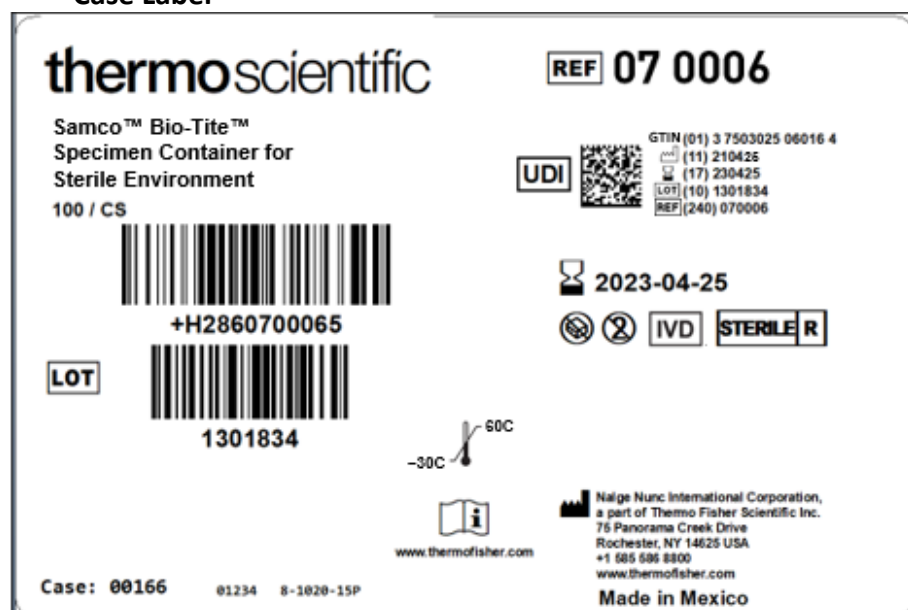 Case Label
thermoscientific
REF 07 0006
Samco™ Bio-Tite™
Specimen Container for
Sterile Environment
100 / CS
UDI
GTIN (01) 3 7503025 06016 4
(11) 210426
(17) 230425
LOT (10) 1301834
REF (240) 070006
+H2860700065
2023-04-25
2 IVD STERILE R
LOT
1301834
60C
-30C
i
www.thermofisher.com
Nalge Nunc International Corporation,
a part of Thermo Fisher Scientific Inc.
75 Panorama Creek Drive
Rochester, NY 14625 USA
+1 585 586 8800
www.thermofisher.com
Made in Mexico
Case: 00166 01234 8-1020-15P